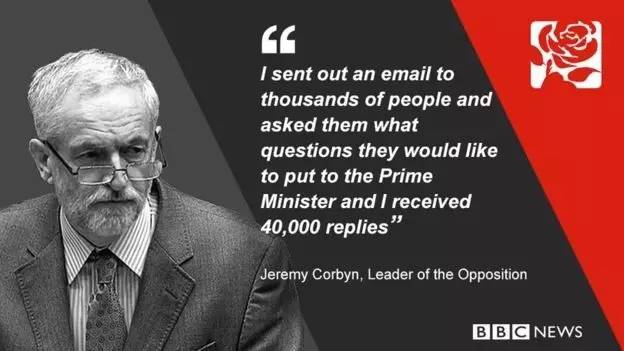 “
I sent out an email to
thousands of people and
asked them what
questions they would like
to put to the Prime
Minister and I received
40,000 replies”
Jeremy Corbyn, Leader of the Opposition
BBC NEWS